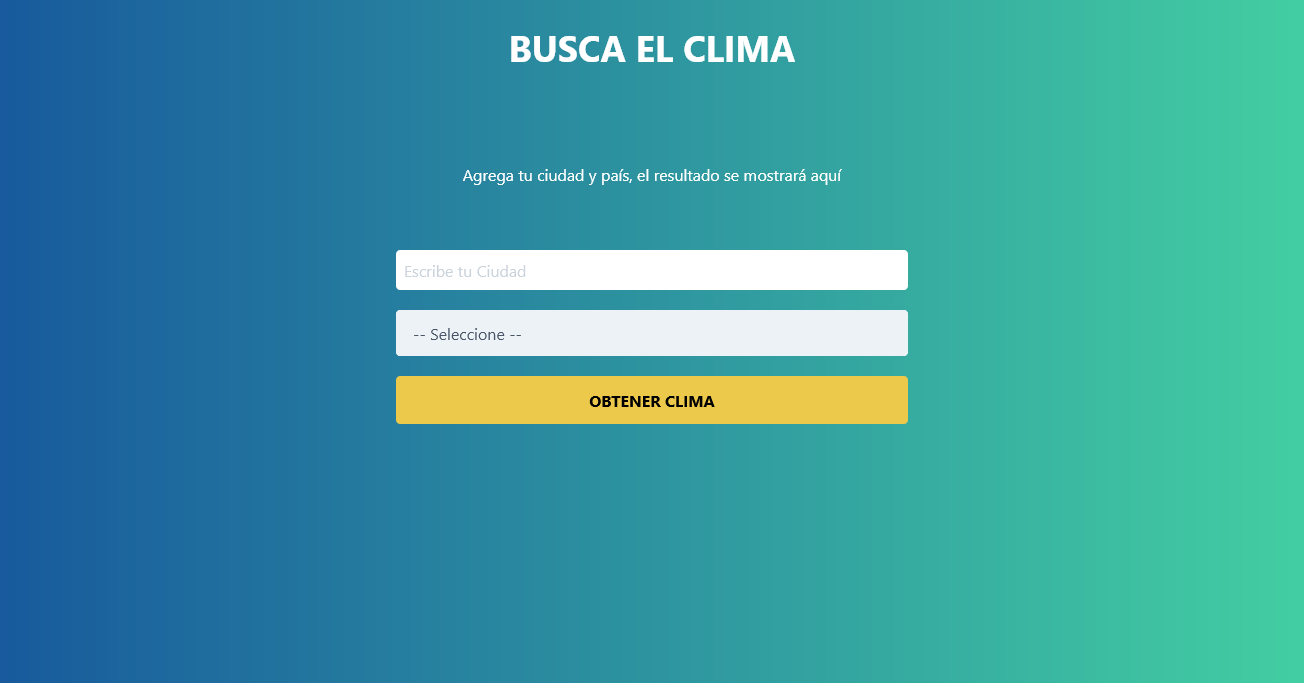 BUSCA EL CLIMA
Agrega tu ciudad y país, el resultado se mostrará aquí
Escribe tu Ciudad
-- Seleccione --
OBTENER CLIMA